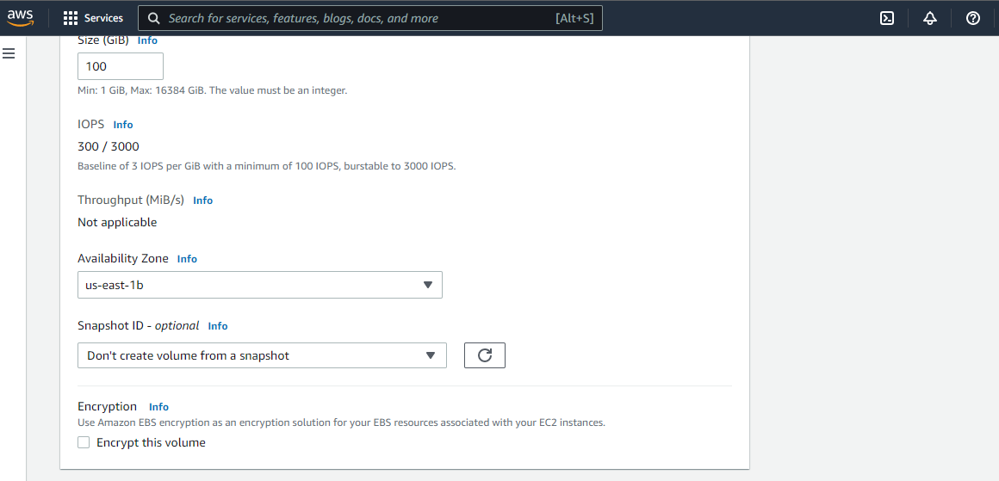 aws Services Search for services, features, blogs, docs, and more [Alt+S]
Size (GiB) Info
100
Min: 1 GiB, Max: 16384 GiB. The value must be an integer.
IOPS Info
300 / 3000
Baseline of 3 IOPS per GiB with a minimum of 100 IOPS, burstable to 3000 IOPS.
Throughput (MiB/s) Info
Not applicable
Availability Zone Info
us-east-1b
Snapshot ID - optional Info
Don't create volume from a snapshot
Encryption Info
Use Amazon EBS encryption as an encryption solution for your EBS resources associated with your EC2 instances.
Encrypt this volume